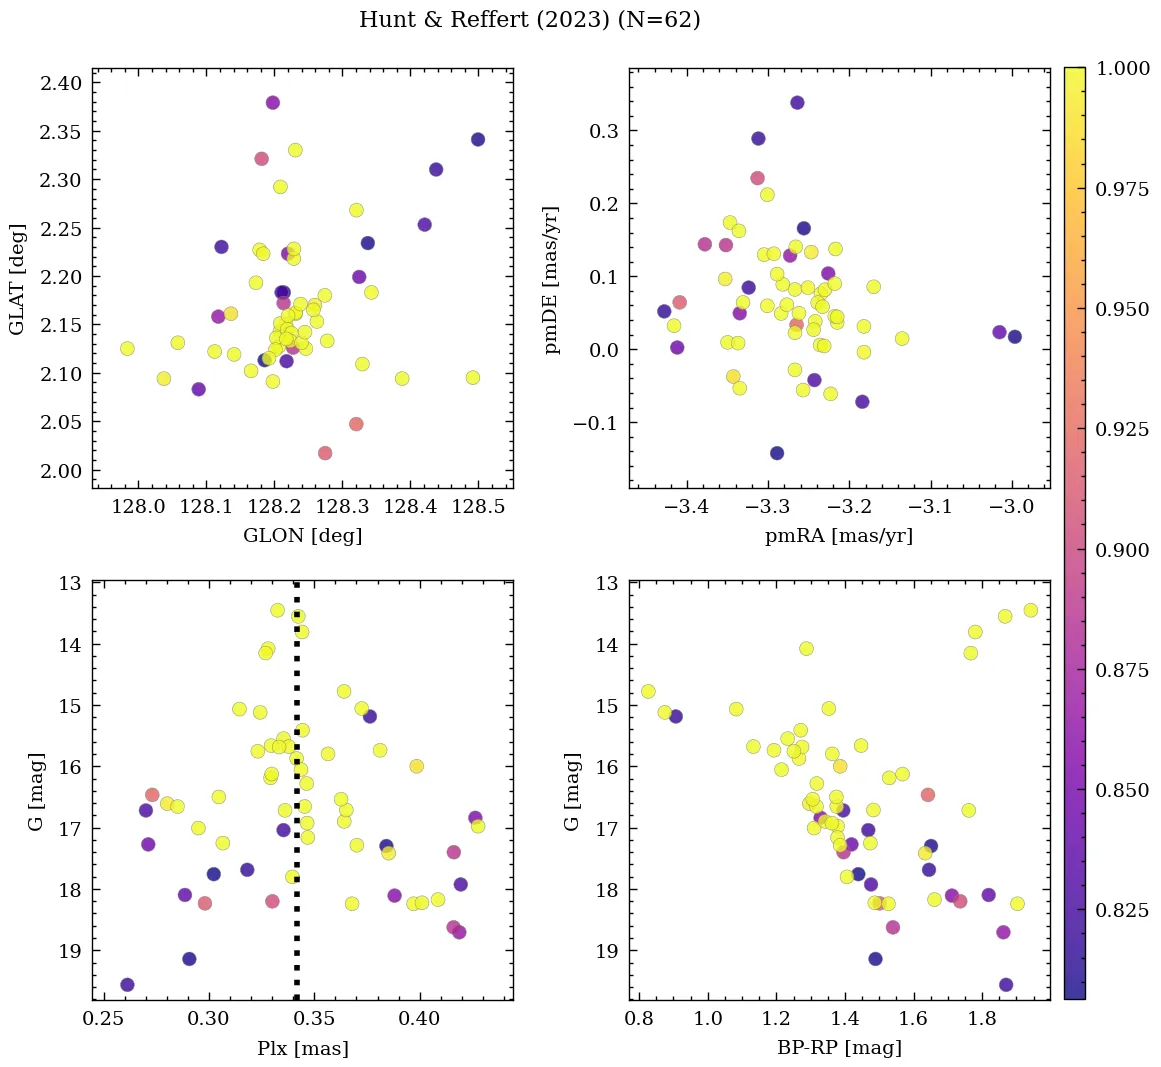 Hunt & Reffert (2023) (N=62)
2.40
2.35
2.30
2.25
2.20
2.15
2.10
2.05
2.00
GLAT [deg]
128.0 128.1 128.2 128.3 128.4 128.5
GLON [deg]
0.3
0.2
0.1
0.0
−0.1
pmDE [mas/yr]
−3.4 −3.3 −3.2 −3.1 −3.0
pmRA [mas/yr]
13
14
15
16
17
18
19
G [mag]
0.25 0.30 0.35 0.40
Plx [mas]
13
14
15
16
17
18
19
G [mag]
0.8 1.0 1.2 1.4 1.6 1.8
BP-RP [mag]
1.000
0.975
0.950
0.925
0.900
0.875
0.850
0.825